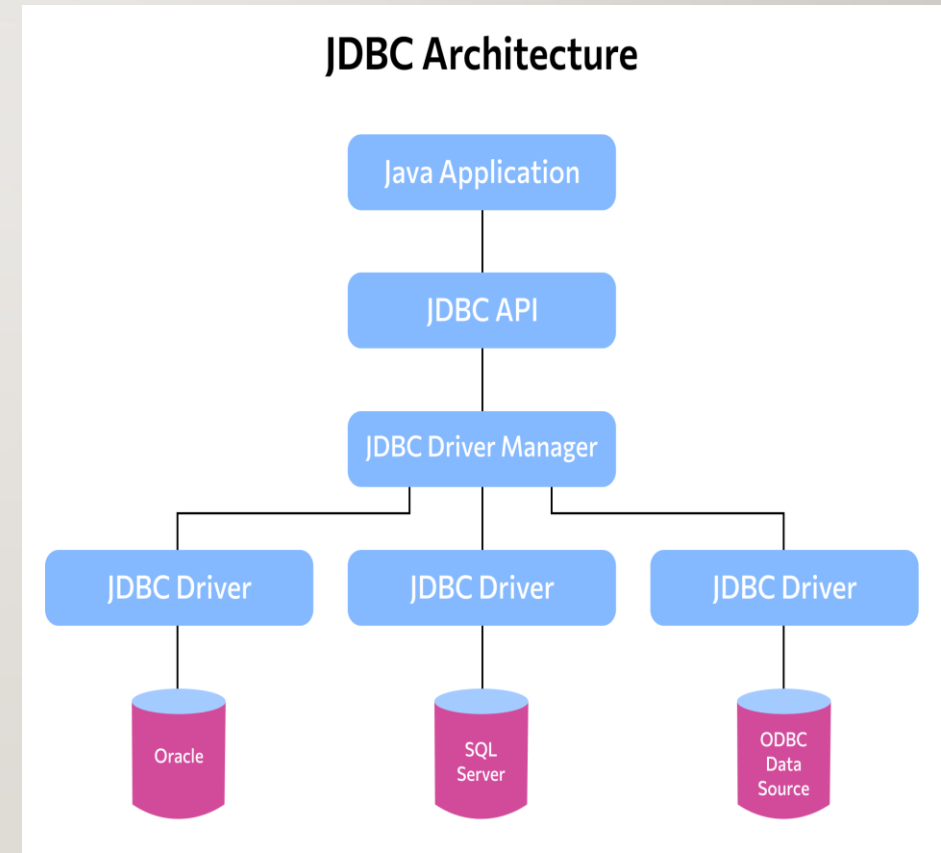 JDBC Architecture
Java Application
JDBC API
JDBC Driver Manager
JDBC Driver
JDBC Driver
JDBC Driver
Oracle
SQL
Server
ODBC
Data
Source